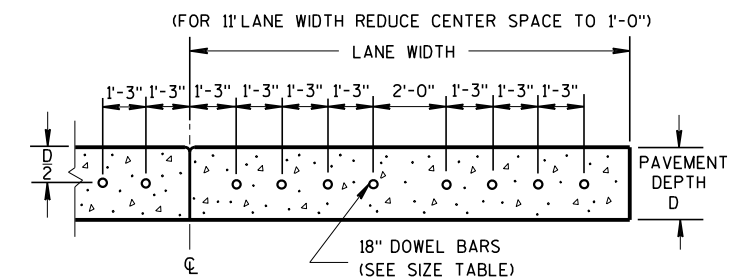 (FOR 11' LANE WIDTH REDUCE CENTER SPACE TO 1'-0")
LANE WIDTH
1'-3" 1'-3" 1'-3" 1'-3" 1'-3" 1'-3" 2'-0" 1'-3" 1'-3" 1'-3"
D
2
PAVEMENT
DEPTH
D
18" DOWEL BARS
(SEE SIZE TABLE)
℄